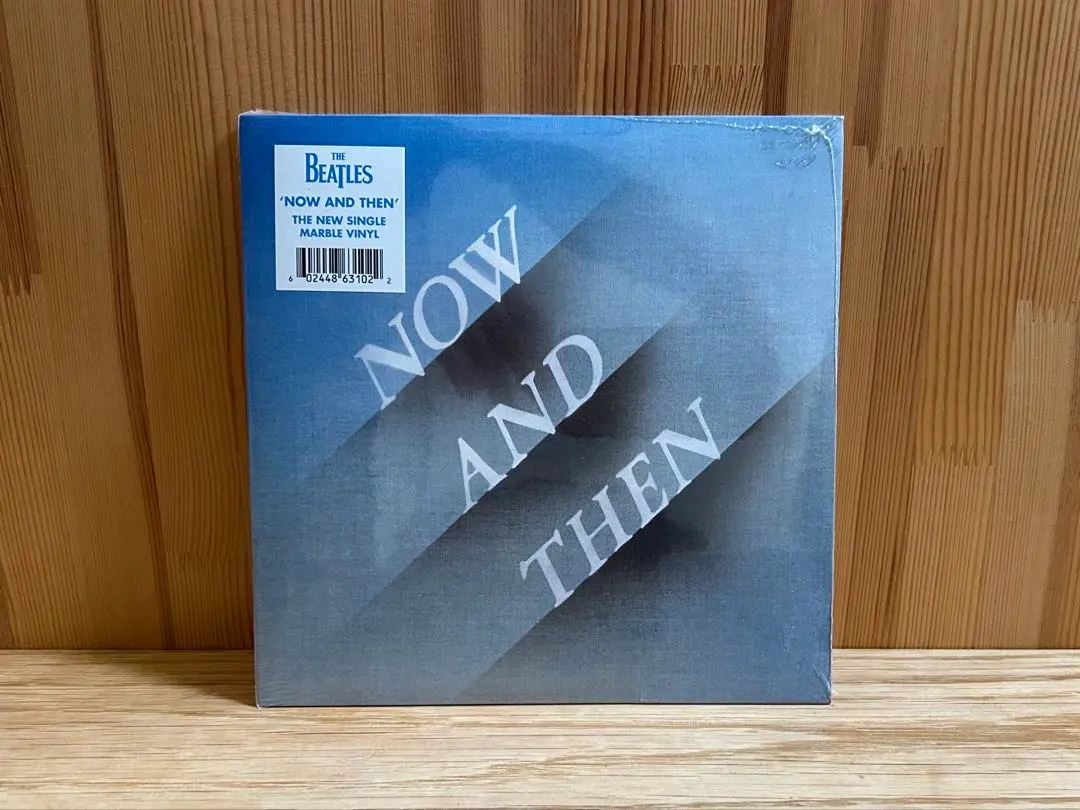 THE
BEATLES
'NOW AND THEN'
THE NEW SINGLE
MARBLE VINYL
6 02448 63102 2
NOW
AND
THEN